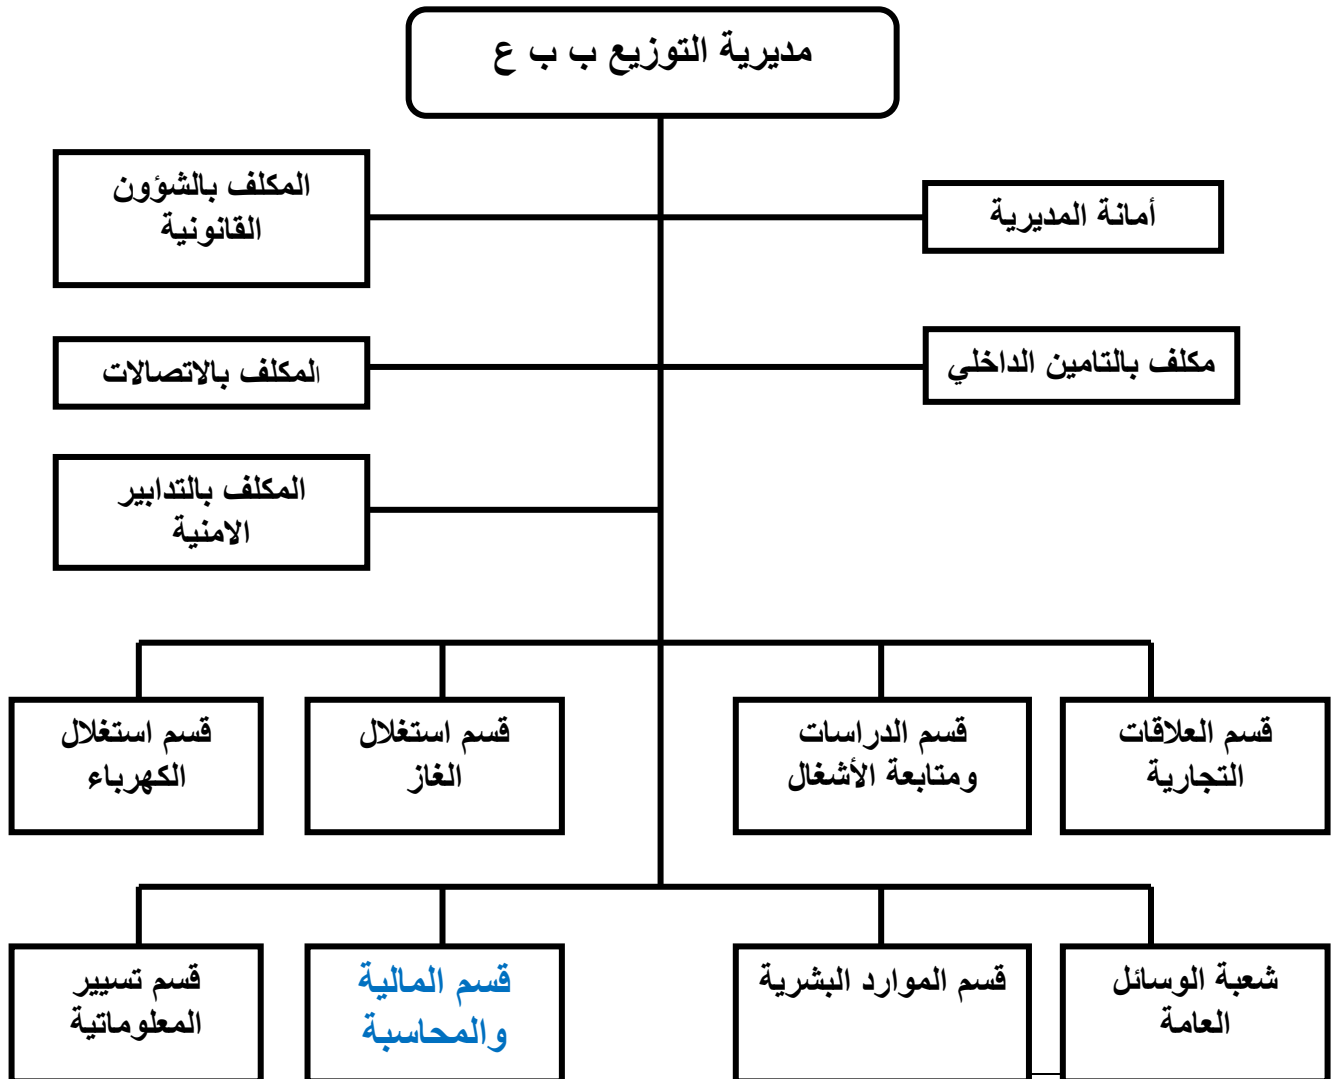 مديرية التوزيع ب ب ع
أمانة المديرية
المكلف بالشؤون
القانونية
مكلف بالتامين الداخلي
المكلف بالاتصالات
المكلف بالتدابير
الامنية
قسم العلاقات
التجارية
قسم الدراسات
ومتابعة الأشغال
قسم استغلال
الغاز
قسم استغلال
الكهرباء
شعبة الوسائل
العامة
قسم الموارد البشرية
قسم المالية
والمحاسبة
قسم تسيير
المعلوماتية